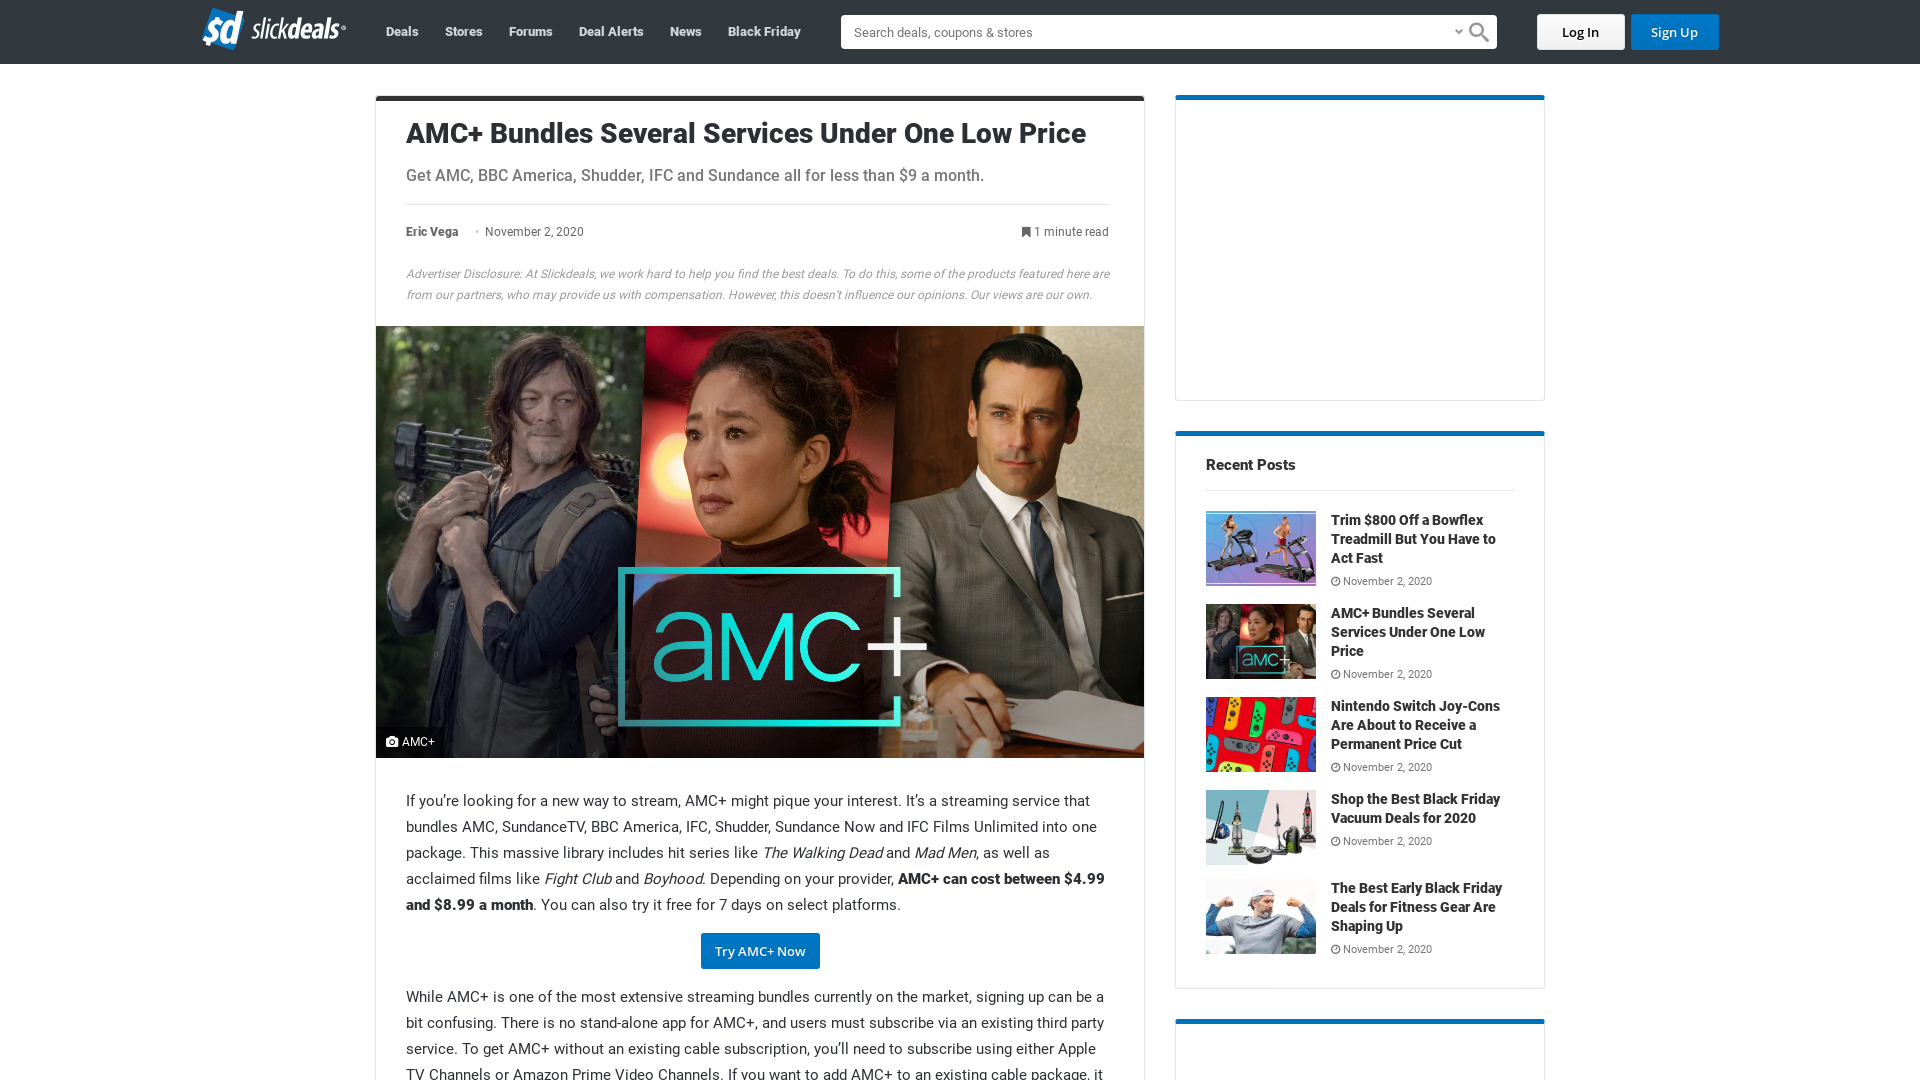 sd slickdeals
Deals
Stores
Forums
Deal Alerts
News
Black Friday
Search deals, coupons & stores
Log In
Sign Up
AMC+ Bundles Several Services Under One Low Price
Get AMC, BBC America, Shudder, IFC and Sundance all for less than $9 a month.
Eric Vega
November 2, 2020
1 minute read
Advertiser Disclosure: At Slickdeals, we work hard to help you find the best deals. To do this, some of the products featured here are
from our partners, who may provide us with compensation. However, this doesn’t influence our opinions. Our views are our own.
aMC+
AMC+
If you’re looking for a new way to stream, AMC+ might pique your interest. It’s a streaming service that
bundles AMC, SundanceTV, BBC America, IFC, Shudder, Sundance Now and IFC Films Unlimited into one
package. This massive library includes hit series like The Walking Dead and Mad Men, as well as
acclaimed films like Fight Club and Boyhood. Depending on your provider, AMC+ can cost between $4.99
and $8.99 a month. You can also try it free for 7 days on select platforms.
Try AMC+ Now
While AMC+ is one of the most extensive streaming bundles currently on the market, signing up can be a
bit confusing. There is no stand-alone app for AMC+, and users must subscribe via an existing third party
service. To get AMC+ without an existing cable subscription, you’ll need to subscribe using either Apple
TV Channels or Amazon Prime Video Channels. If you want to add AMC+ to an existing cable package, it
Recent Posts
Trim $800 Off a Bowflex
Treadmill But You Have to
Act Fast
November 2, 2020
aMC+
AMC+ Bundles Several
Services Under One Low
Price
November 2, 2020
Nintendo Switch Joy-Cons
Are About to Receive a
Permanent Price Cut
November 2, 2020
Shop the Best Black Friday
Vacuum Deals for 2020
November 2, 2020
The Best Early Black Friday
Deals for Fitness Gear Are
Shaping Up
November 2, 2020